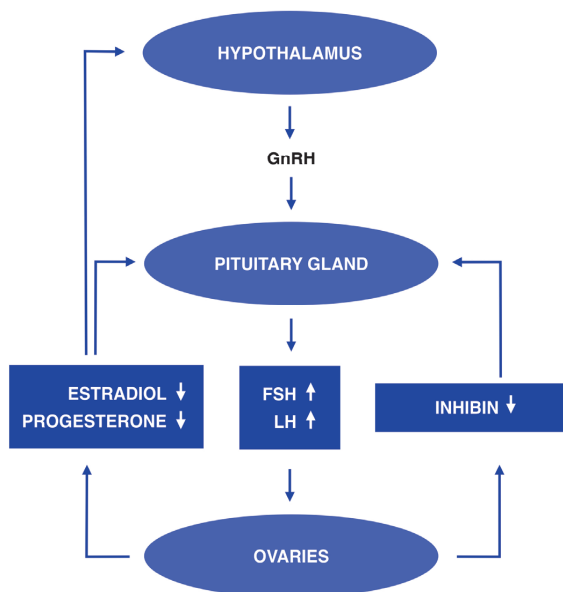 HYPOTHALAMUS
GnRH
PITUITARY GLAND
ESTRADIOL ↓
PROGESTERONE ↓
FSH ↑
LH ↑
INHIBIN ↓
OVARIES